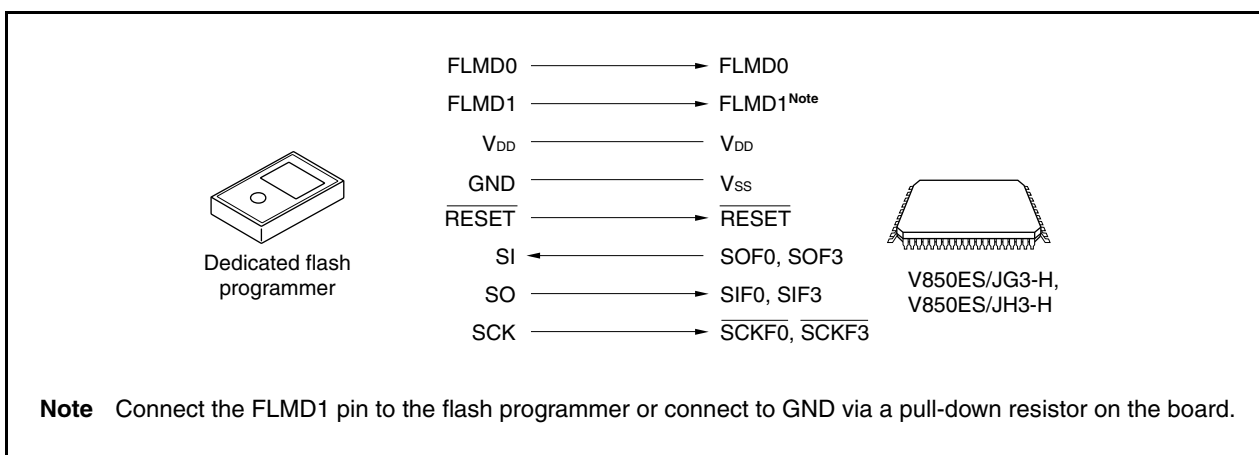 FLMD0 FLMD0
FLMD1 FLMD1Note
VDD VDD
GND VSS
RESET RESET
SI SOF0, SOF3
SO SIF0, SIF3
SCK SCKF0, SCKF3
Dedicated flash
programmer
V850ES/JG3-H,
V850ES/JH3-H
Note Connect the FLMD1 pin to the flash programmer or connect to GND via a pull-down resistor on the board.